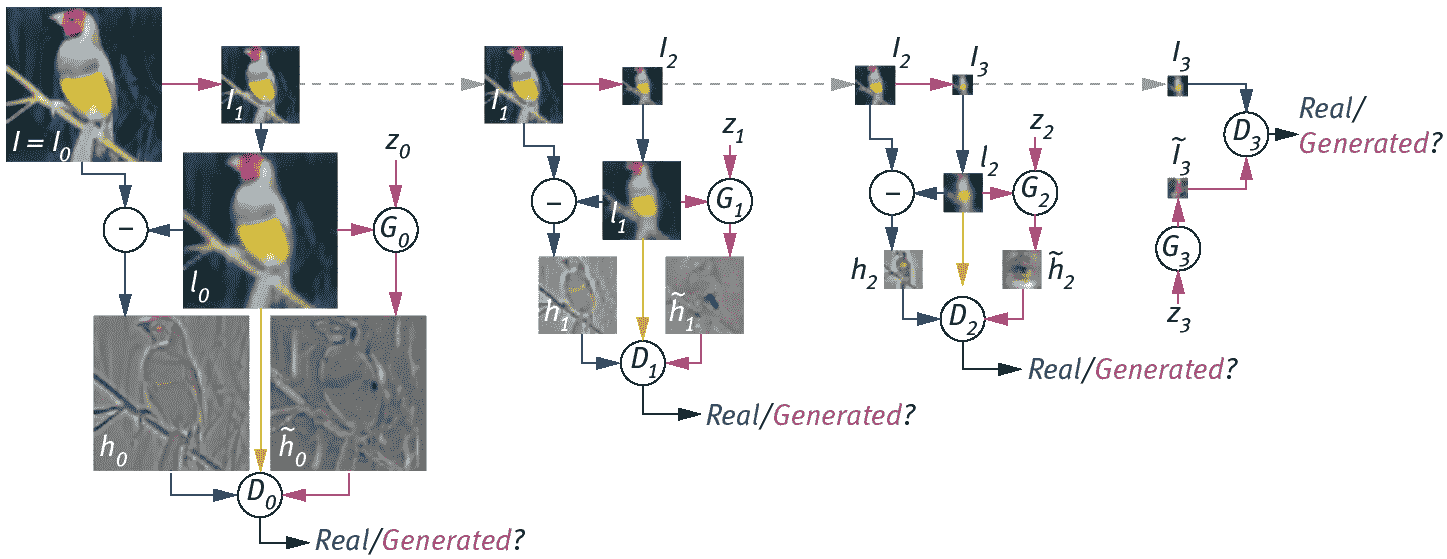 I = I₀
I₁
z₀
−
l₀
G₀
h₀
h̃₀
D₀
Real/Generated?
I₁
I₂
z₁
−
l₁
G₁
h₁
h̃₁
D₁
Real/Generated?
I₂
I₃
z₂
−
l₂
G₂
h₂
h̃₂
D₂
Real/Generated?
I₃
D₃
Real/
Generated?
Ĩ₃
G₃
z₃